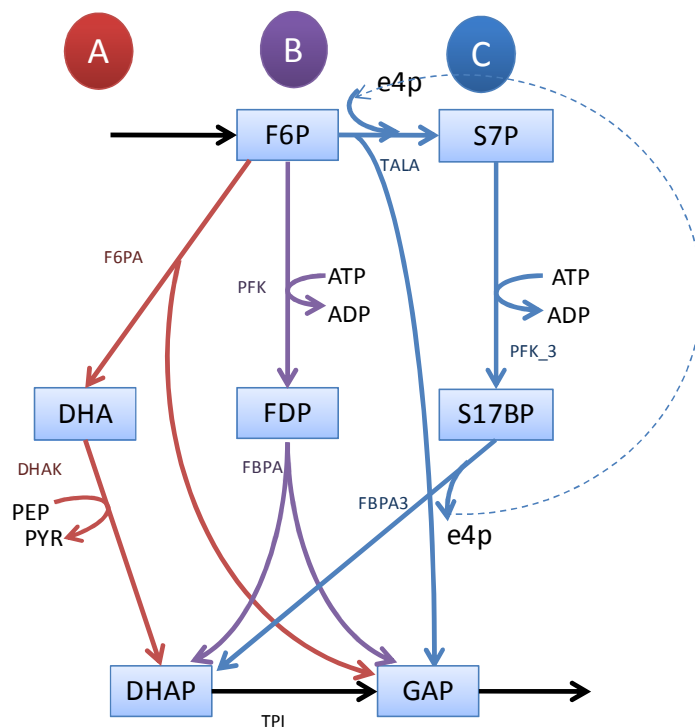 A
B
C
e4p
F6P
S7P
TALA
F6PA
PFK
ATP
ADP
ATP
ADP
PFK_3
DHA
FDP
S17BP
DHAK
FBPA
FBPA3
PEP
PYR
e4p
DHAP
GAP
TPI